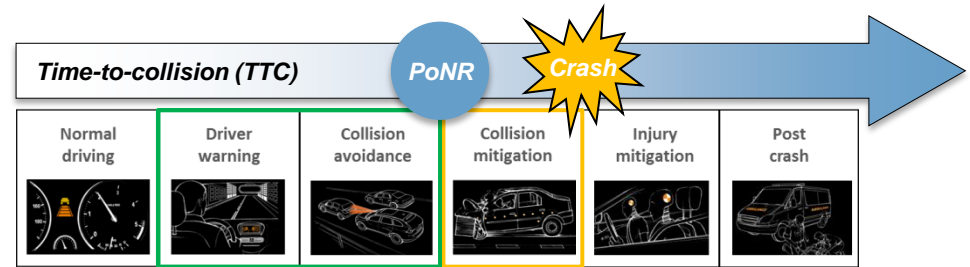 Time-to-collision (TTC)
PoNR
Crash
Normal
driving
Driver
warning
Collision
avoidance
Collision
mitigation
Injury
mitigation
Post
crash